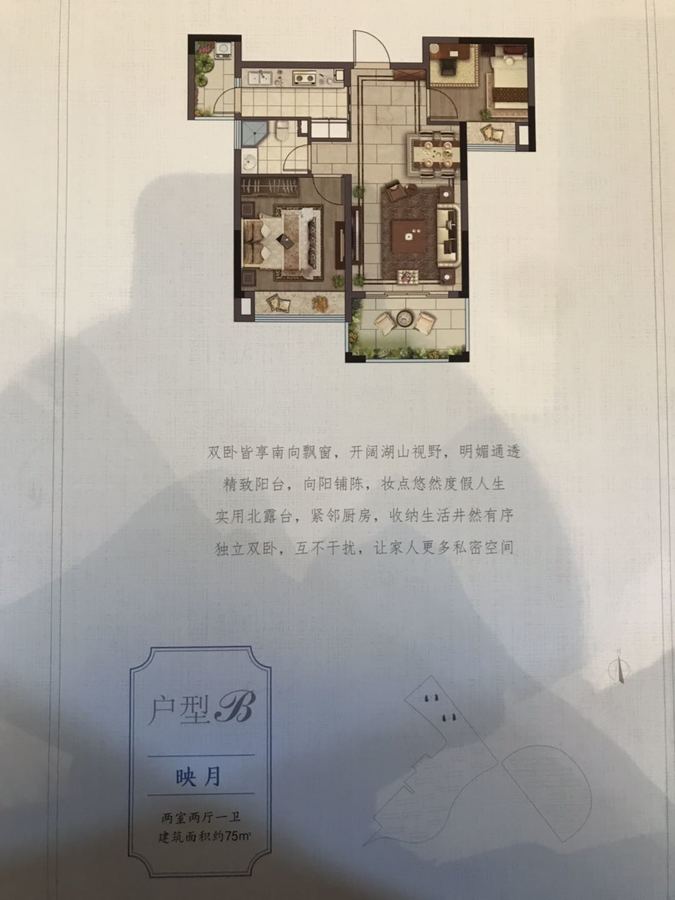 双卧皆享南向飘窗，开阔湖山视野，明媚通透
精致阳台，向阳铺陈，妆点悠然度假人生
实用北露台，紧邻厨房，收纳生活井然有序
独立双卧，互不干扰，让家人更多私密空间
户型B
映月
两室两厅一卫
建筑面积约75㎡